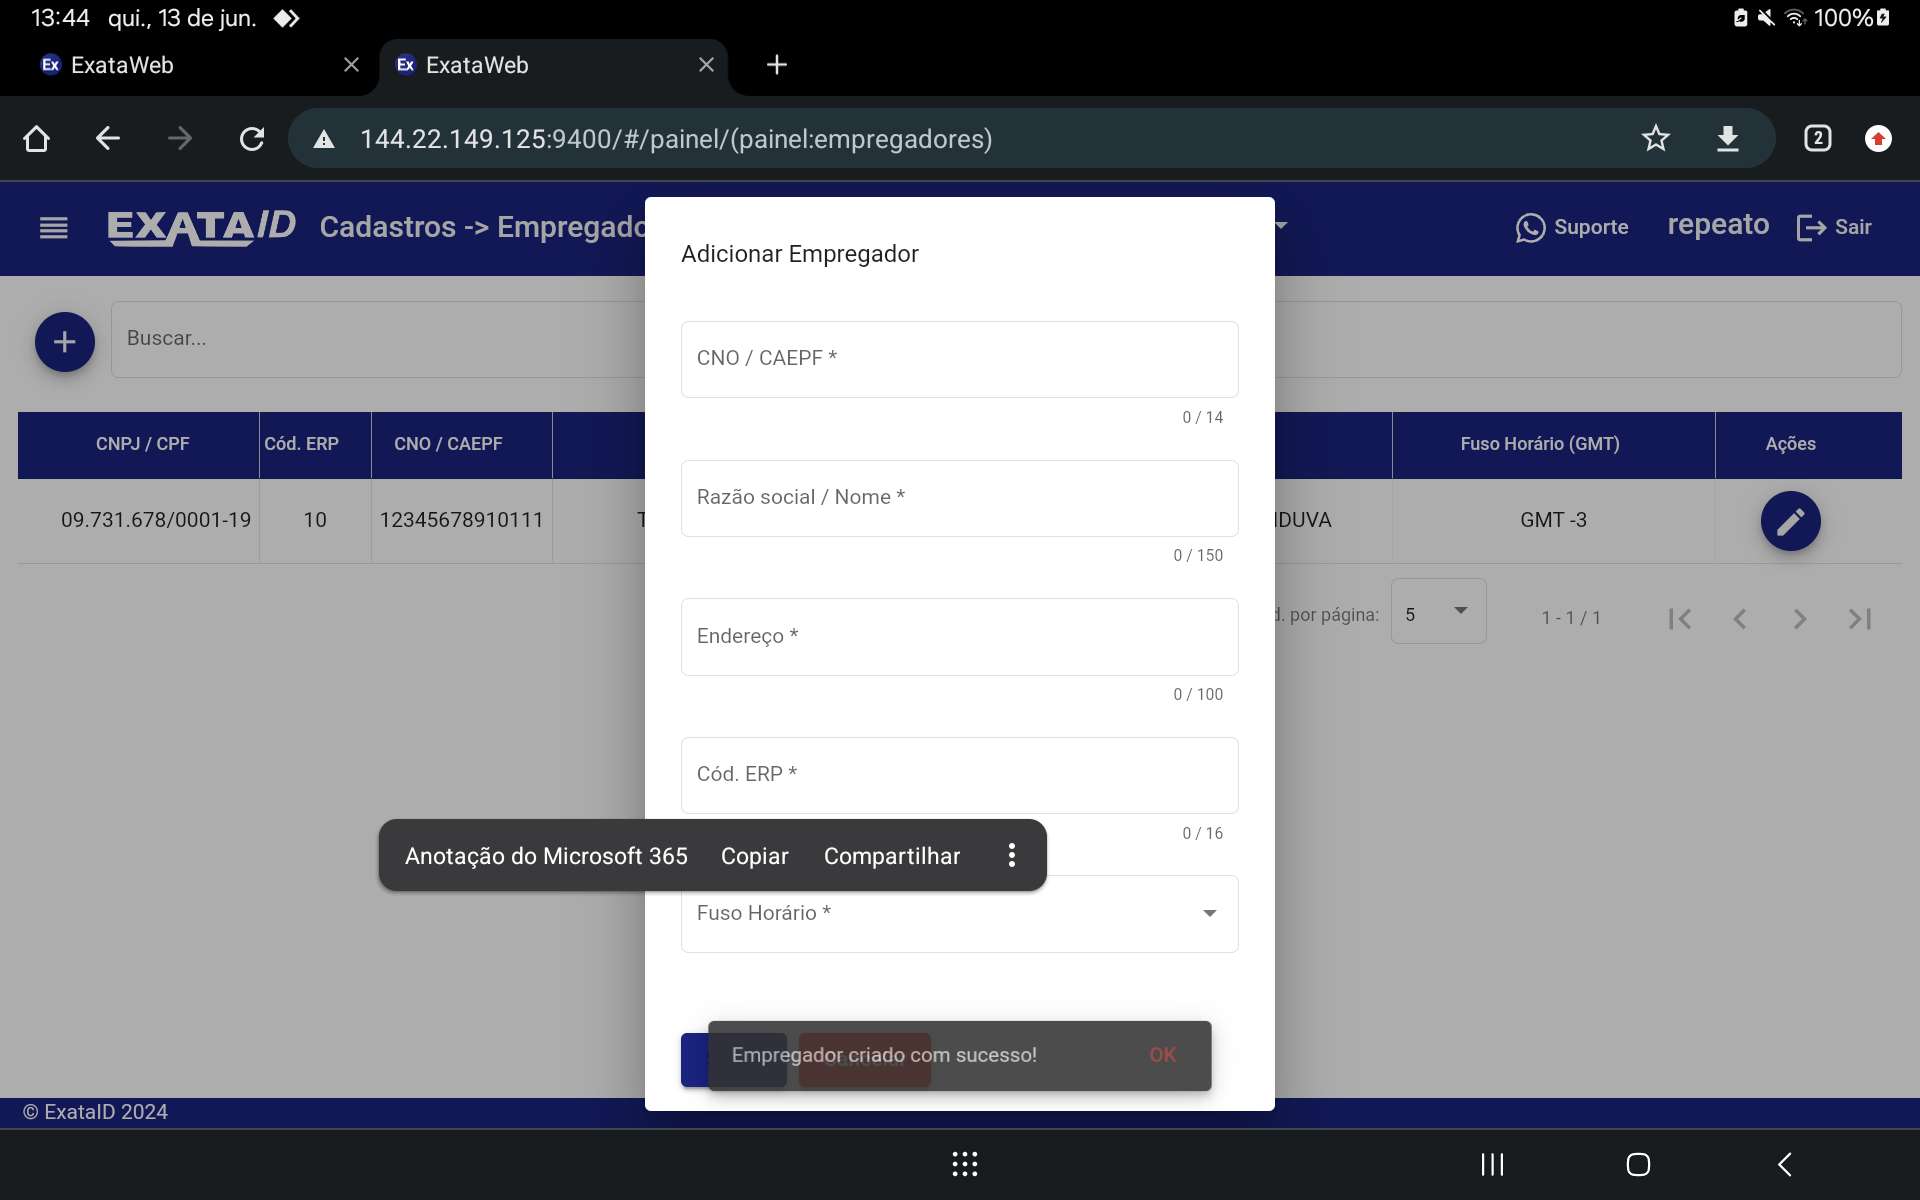 13:44 qui., 13 de jun.
100%
Ex ExataWeb
Ex ExataWeb
144.22.149.125:9400/#/painel/(painel:empregadores)
2
EXATA/D Cadastros -> Empregado
Suporte
repeato
Sair
Adicionar Empregador
Buscar...
CNO / CAEPF *
0 / 14
CNPJ / CPF
Cód. ERP
CNO / CAEPF
Fuso Horário (GMT)
Ações
Razão social / Nome *
0 / 150
09.731.678/0001-19
10
12345678910111
T
DUVA
GMT -3
Endereço *
0 / 100
d. por página:
5
1 - 1 / 1
Cód. ERP *
0 / 16
Anotação do Microsoft 365
Copiar
Compartilhar
Fuso Horário *
Empregador criado com sucesso!
OK
© ExataID 2024